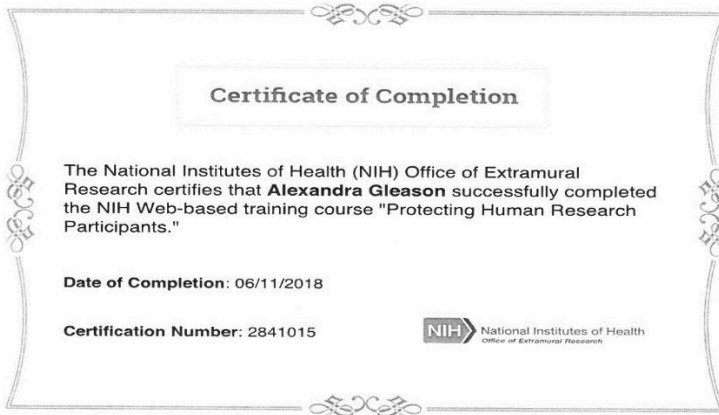 Certificate of Completion
The National Institutes of Health (NIH) Office of Extramural
Research certifies that Alexandra Gleason successfully completed
the NIH Web-based training course "Protecting Human Research
Participants."
Date of Completion: 06/11/2018
Certification Number: 2841015
NIH National Institutes of Health
Office of Extramural Research